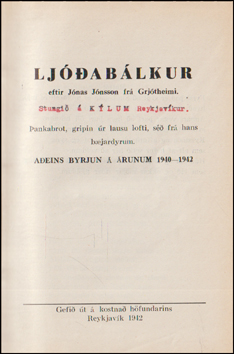 LJÓÐABÁLKUR
eftir Jónas Jónsson frá Grjótheimi.
Stungið á KÍLUM Reykjavíkur.
Þankabrot, gripin úr lausu lofti, séð frá hans
bæjardyrum.
AÐEINS BYRJUN Á ÁRUNUM 1940—1942
Gefið út á kostnað höfundarins
Reykjavík 1942